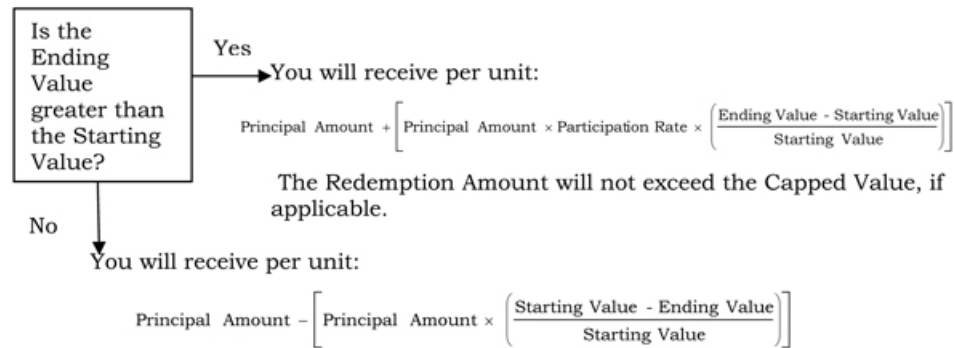 Is the
Ending
Value
greater than
the Starting
Value?
Yes
You will receive per unit:
Principal Amount + [Principal Amount × Participation Rate × (Ending Value - Starting Value / Starting Value)]
The Redemption Amount will not exceed the Capped Value, if
applicable.
No
You will receive per unit:
Principal Amount – [Principal Amount × (Starting Value - Ending Value / Starting Value)]